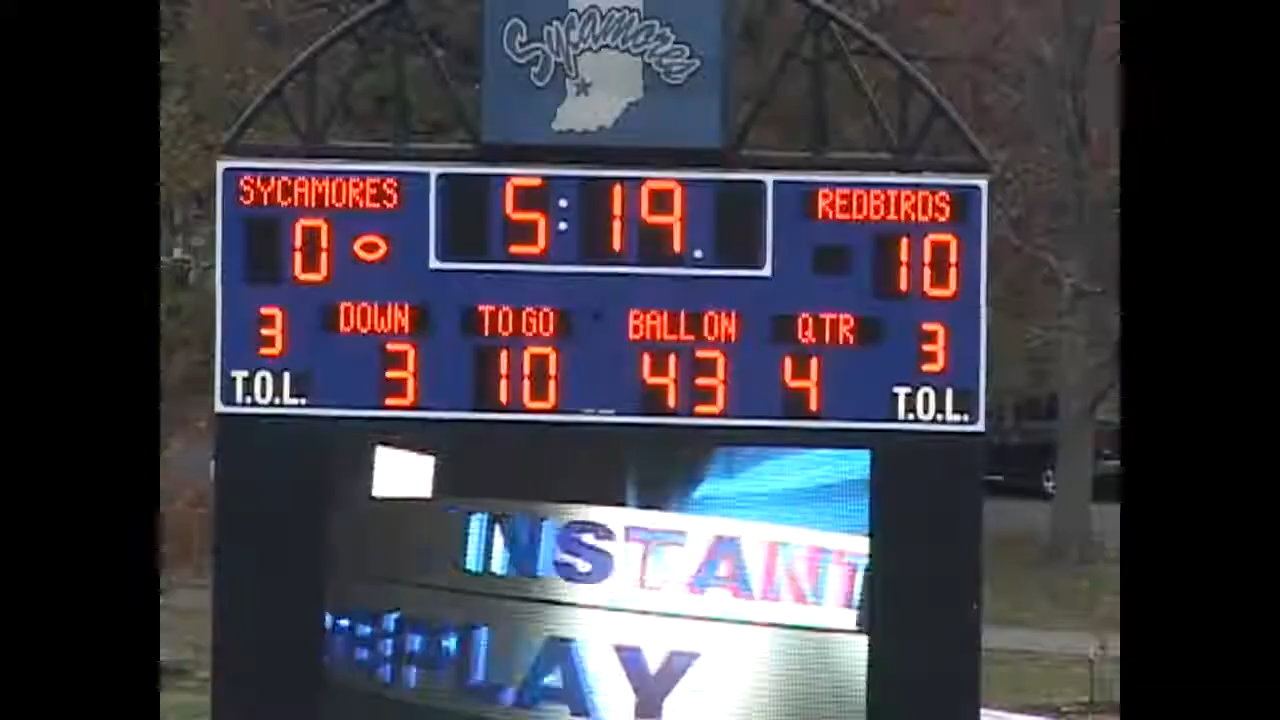 Sycamores
SYCAMORES 5:19. REDBIRDS
0 10
DOWN TO GO BALL ON QTR
3 3 10 43 4 3
T.O.L. T.O.L.
INSTANT
REPLAY